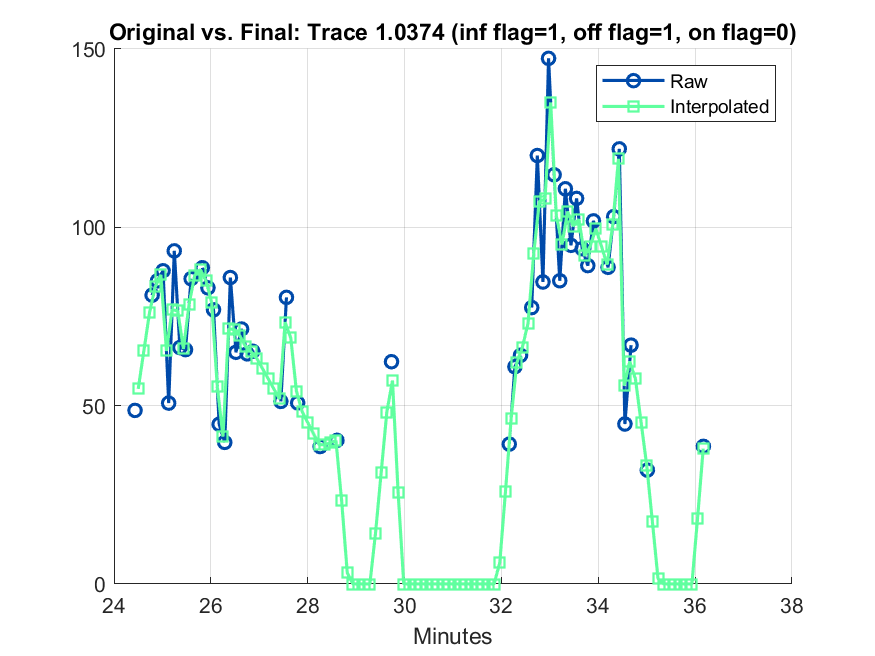 Original vs. Final: Trace 1.0374 (inf flag=1, off flag=1, on flag=0)
150
Raw
Interpolated
100
50
0
24 26 28 30 32 34 36 38
Minutes